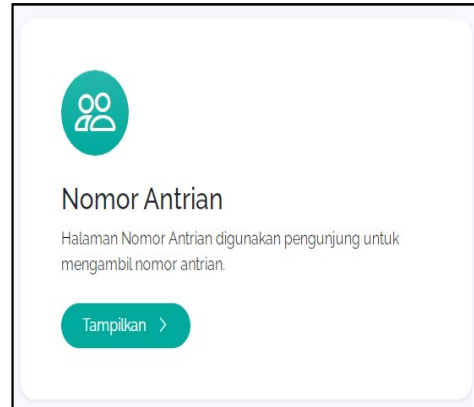 Nomor Antrian
Halaman Nomor Antrian digunakan pengunjung untuk
mengambil nomor antrian.
Tampilkan